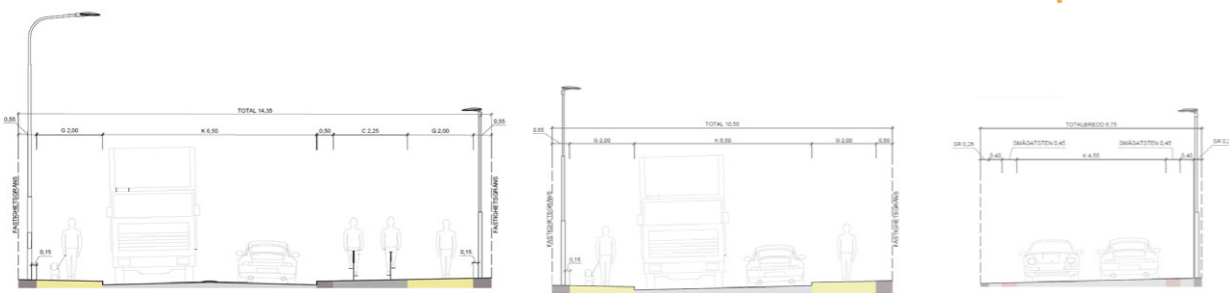 TOTAL 14,35
0,55
G 2,00
K 6,50
0,50
C 2,25
G 2,00
0,55
FASTIGHETSGRÄNS
0,15
0,15
FASTIGHETSGRÄNS
TOTAL 10,55
0,55
G 2,00
K 5,50
G 2,00
0,50
FASTIGHETSGRÄNS
0,15
FASTIGHETSGRÄNS
TOTALBREDD 6,75
SR 0,25
0,40
SMÅGATSTEN 0,45
K 4,55
SMÅGATSTEN 0,45
0,40